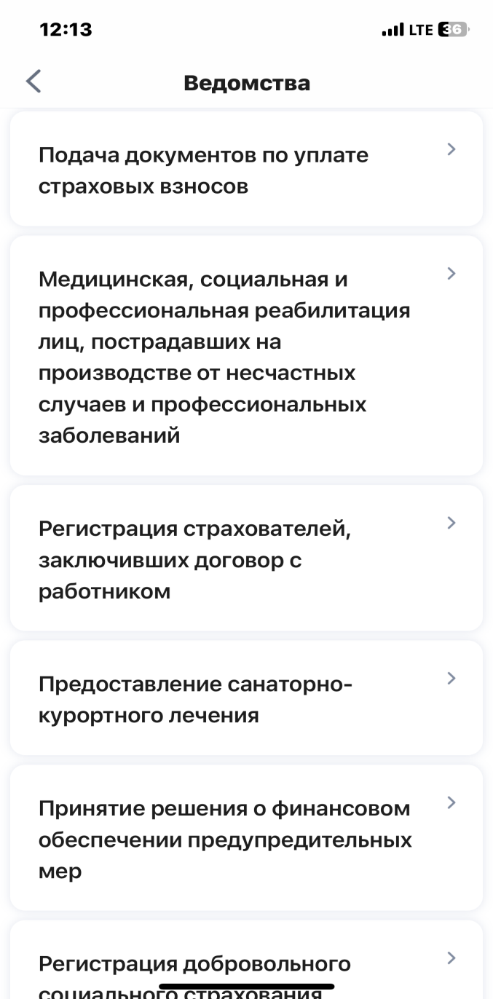 12:13
LTE 36
Ведомства
Подача документов по уплате
страховых взносов
Медицинская, социальная и
профессиональная реабилитация
лиц, пострадавших на
производстве от несчастных
случаев и профессиональных
заболеваний
Регистрация страхователей,
заключивших договор с
работником
Предоставление санаторно-
курортного лечения
Принятие решения о финансовом
обеспечении предупредительных
мер
Регистрация добровольного
социального страхования